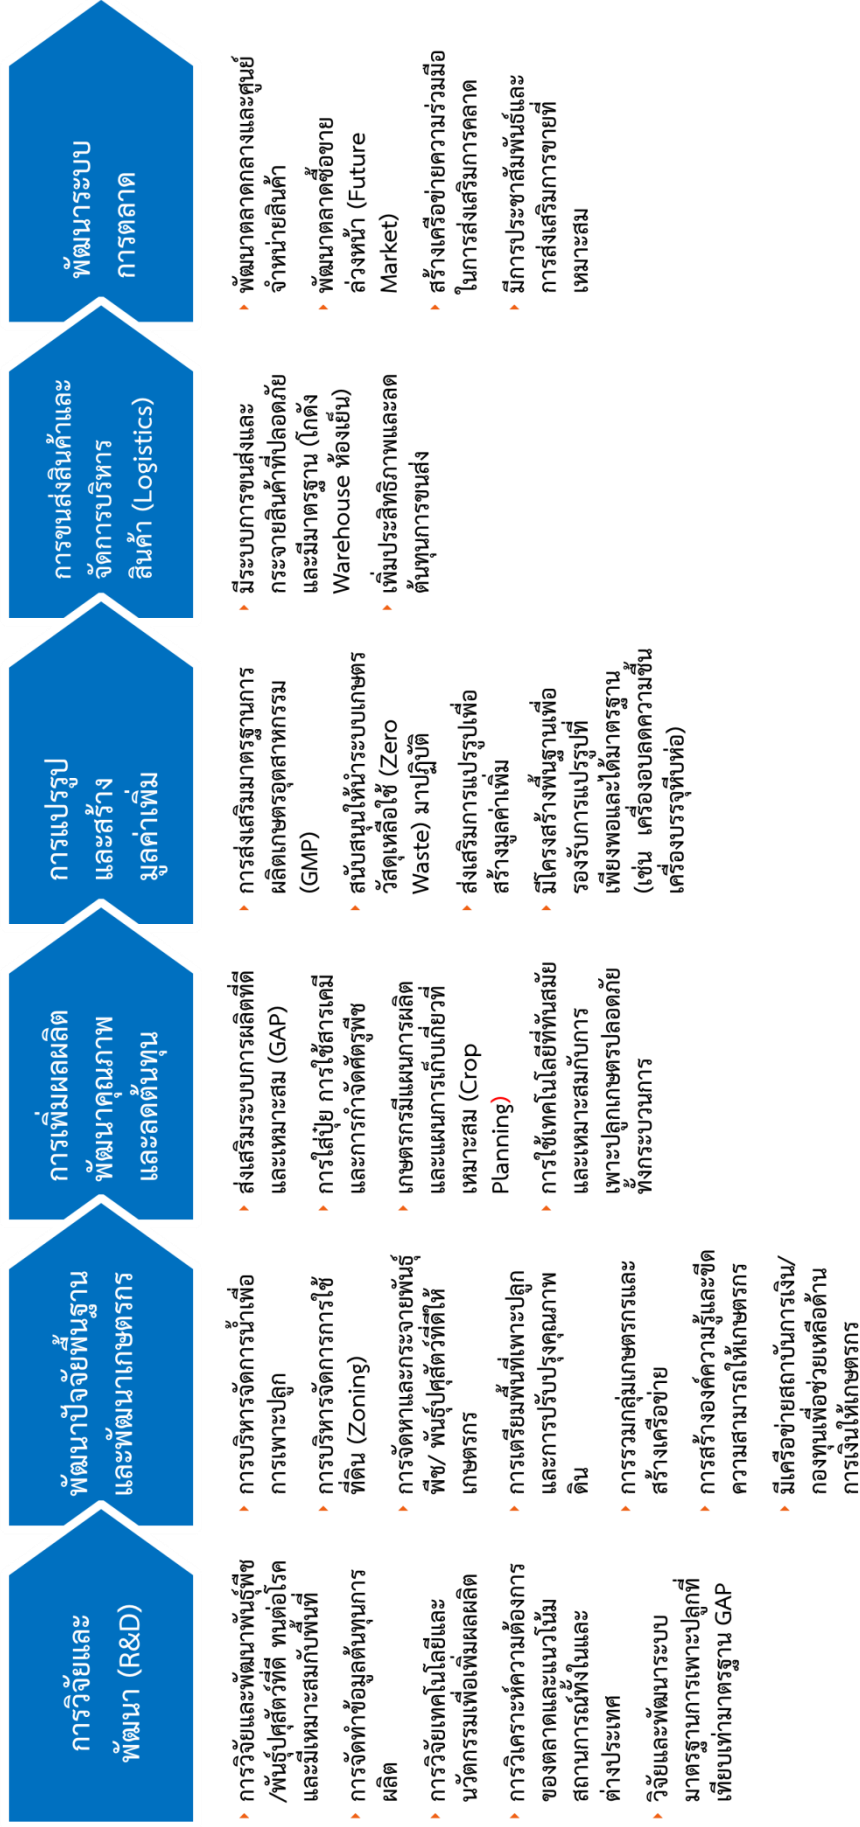 การวิจัยและ
พัฒนา (R&D)
การวิจัยและพัฒนาพันธุ์พืช
/พันธุ์ปศุสัตว์ที่ดี ทนต่อโรค
และมีเหมาะสมกับพื้นที่
การจัดทำข้อมูลต้นทุนการ
ผลิต
การวิจัยเทคโนโลยีและ
นวัตกรรมเพื่อเพิ่มผลผลิต
การวิเคราะห์ความต้องการ
ของตลาดและแนวโน้ม
สถานการณ์ทั้งในและ
ต่างประเทศ
วิจัยและพัฒนาระบบ
มาตรฐานการเพาะปลูกที่
เทียบเท่ามาตรฐาน GAP
พัฒนาปัจจัยพื้นฐาน
และพัฒนาเกษตรกร
การบริหารจัดการน้ำเพื่อ
การเพาะปลูก
การบริหารจัดการการใช้
ที่ดิน (Zoning)
การจัดหาและกระจายพันธุ์
พืช/ พันธุ์ปศุสัตว์ที่ดีให้
เกษตรกร
การเตรียมพื้นที่เพาะปลูก
และการปรับปรุงคุณภาพ
ดิน
การรวมกลุ่มเกษตรกรและ
สร้างเครือข่าย
การสร้างองค์ความรู้และขีด
ความสามารถให้เกษตรกร
มีเครือข่ายสถาบันการเงิน/
กองทุนเพื่อช่วยเหลือด้าน
การเงินให้เกษตรกร
การเพิ่มผลผลิต
พัฒนาคุณภาพ
และลดต้นทุน
ส่งเสริมระบบการผลิตที่ดี
และเหมาะสม (GAP)
การใส่ปุ๋ย การใช้สารเคมี
และการกำจัดศัตรูพืช
เกษตรกรมีแผนการผลิต
และแผนการเก็บเกี่ยวที่
เหมาะสม (Crop
Planning)
การใช้เทคโนโลยีที่ทันสมัย
และเหมาะสมกับการ
เพาะปลูกเกษตรปลอดภัย
ทั้งกระบวนการ
การแปรรูป
และสร้าง
มูลค่าเพิ่ม
การส่งเสริมมาตรฐานการ
ผลิตเกษตรอุตสาหกรรม
(GMP)
สนับสนุนให้นำระบบเกษตร
วัสดุเหลือใช้ (Zero
Waste) มาปฏิบัติ
ส่งเสริมการแปรรูปเพื่อ
สร้างมูลค่าเพิ่ม
มีโครงสร้างพื้นฐานเพื่อ
รองรับการแปรรูปที่
เพียงพอและได้มาตรฐาน
(เช่น เครื่องอบลดความชื้น
เครื่องบรรจุหีบห่อ)
การขนส่งสินค้าและ
จัดการบริหาร
สินค้า (Logistics)
มีระบบการขนส่งและ
กระจายสินค้าที่ปลอดภัย
และมีมาตรฐาน (โกดัง
Warehouse ห้องเย็น)
เพิ่มประสิทธิภาพและลด
ต้นทุนการขนส่ง
พัฒนาระบบ
การตลาด
พัฒนาตลาดกลางและศูนย์
จำหน่ายสินค้า
พัฒนาตลาดซื้อขาย
ล่วงหน้า (Future
Market)
สร้างเครือข่ายความร่วมมือ
ในการส่งเสริมการตลาด
มีการประชาสัมพันธ์และ
การส่งเสริมการขายที่
เหมาะสม